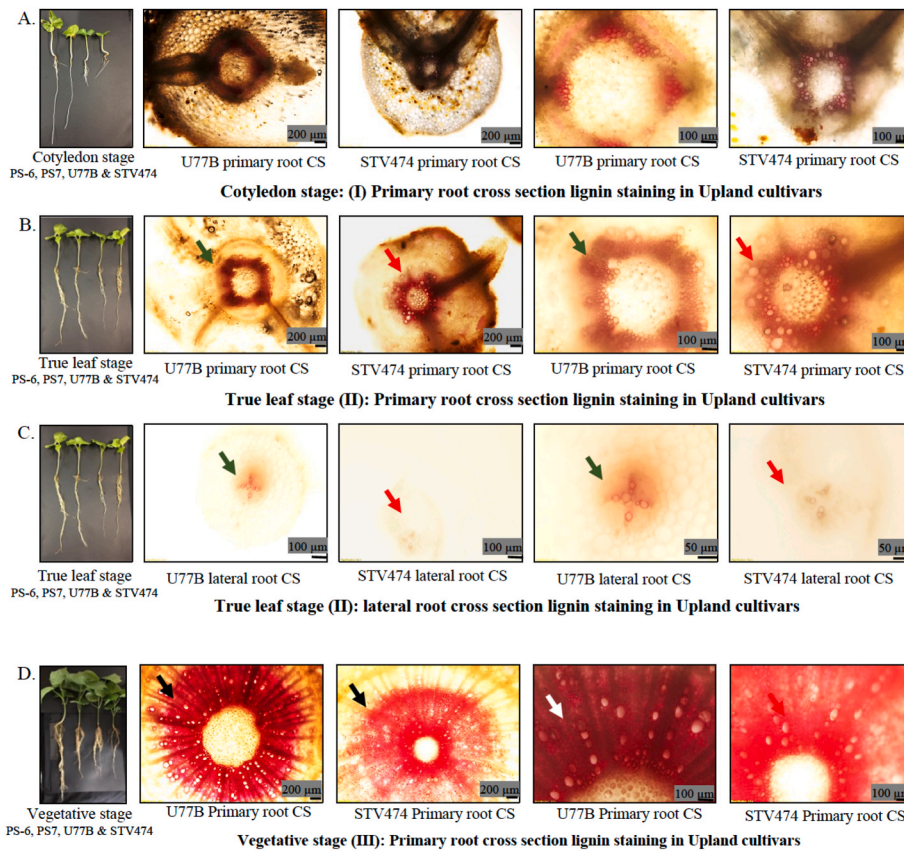 A.
200 µm
200 µm
100 µm
100 µm
Cotyledon stage
PS-6, PS7, U77B & STV474
U77B primary root CS
STV474 primary root CS
U77B primary root CS
STV474 primary root CS
Cotyledon stage: (I) Primary root cross section lignin staining in Upland cultivars
B.
200 µm
200 µm
100 µm
100 µm
True leaf stage
PS-6, PS7, U77B & STV474
U77B primary root CS
STV474 primary root CS
U77B primary root CS
STV474 primary root CS
True leaf stage (II): Primary root cross section lignin staining in Upland cultivars
C.
100 µm
100 µm
50 µm
50 µm
True leaf stage
PS-6, PS7, U77B & STV474
U77B lateral root CS
STV474 lateral root CS
U77B lateral root CS
STV474 lateral root CS
True leaf stage (II): lateral root cross section lignin staining in Upland cultivars
D.
200 µm
200 µm
100 µm
100 µm
Vegetative stage
PS-6, PS7, U77B & STV474
U77B Primary root CS
STV474 Primary root CS
U77B Primary root CS
STV474 Primary root CS
Vegetative stage (III): Primary root cross section lignin staining in Upland cultivars